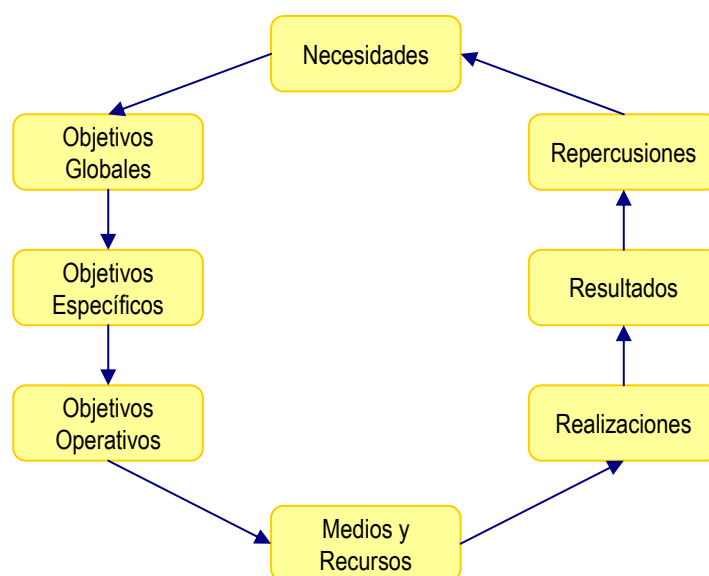 Necesidades
Objetivos
Globales
Repercusiones
Objetivos
Específicos
Resultados
Objetivos
Operativos
Realizaciones
Medios y
Recursos